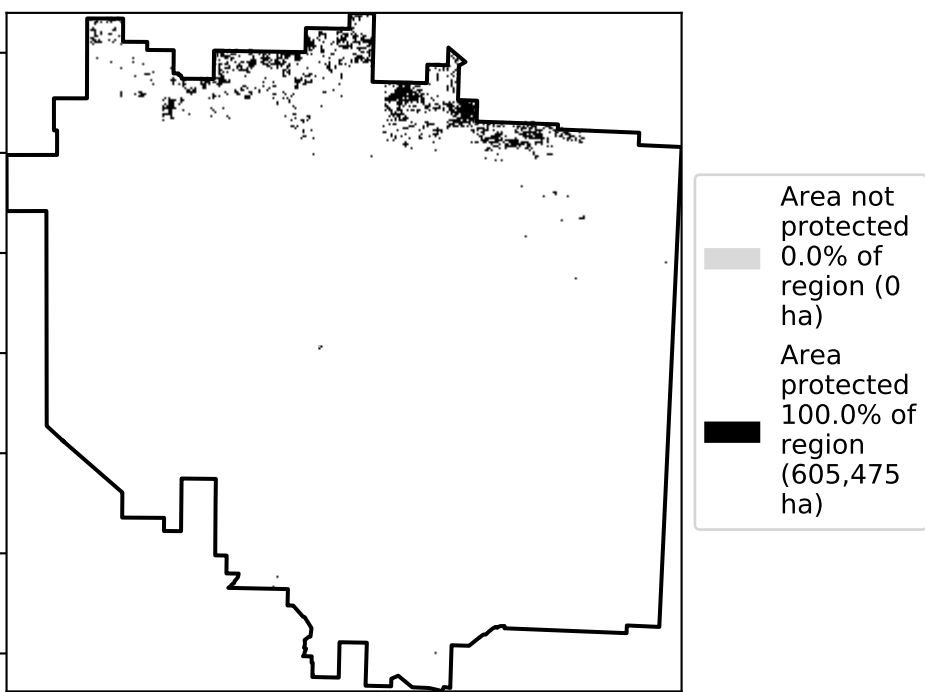 Area not
protected
0.0% of
region (0
ha)
Area
protected
100.0% of
region
(605,475
ha)